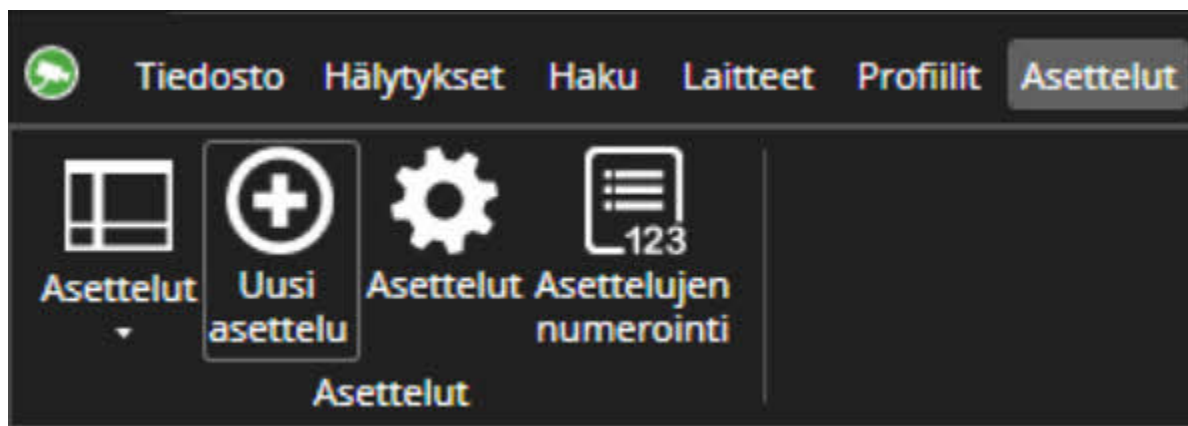 Tiedosto Hälytykset Haku Laitteet Profiilit Asettelut
123
Asettelut Uusi asettelu Asettelut Asettelujen numerointi
Asettelut